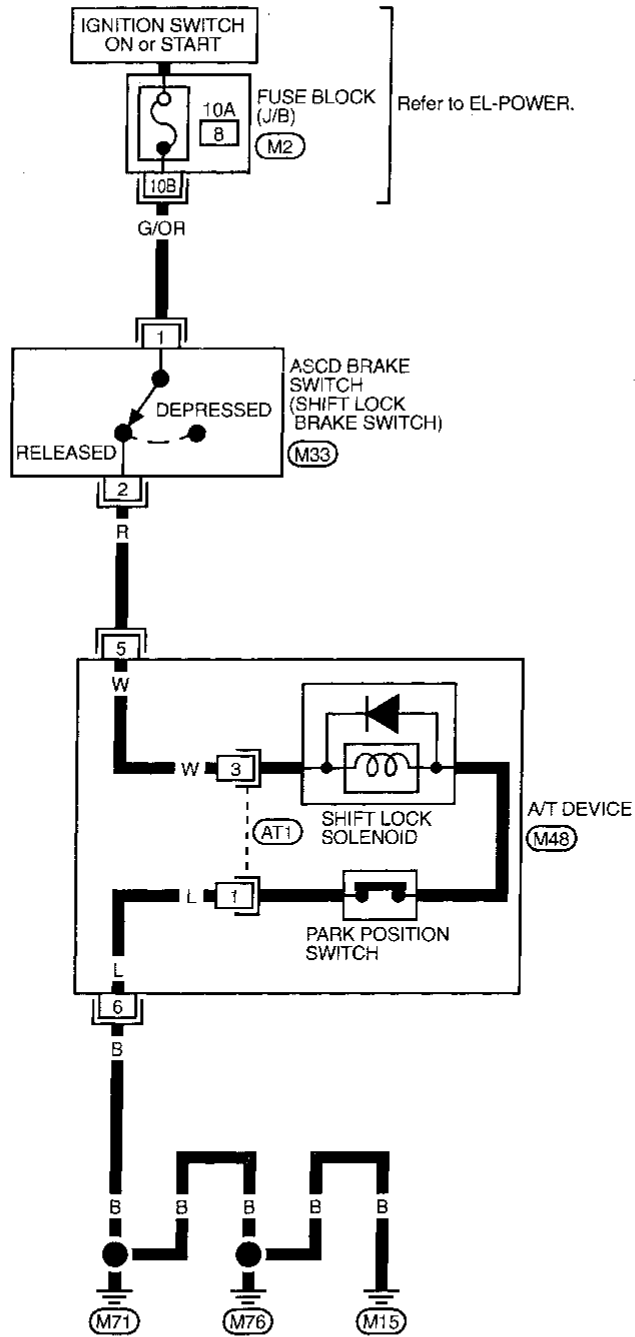 IGNITION SWITCH
ON or START
FUSE BLOCK
(J/B)
10A
8
M2
Refer to EL-POWER.
10B
G/OR
1
ASCD BRAKE
SWITCH
(SHIFT LOCK
BRAKE SWITCH)
M33
DEPRESSED
RELEASED
2
R
5
W
W
3
SHIFT LOCK
SOLENOID
A/T DEVICE
M48
AT1
L
1
PARK POSITION
SWITCH
L
6
B
B
B
B
B
B
M71
M76
M15